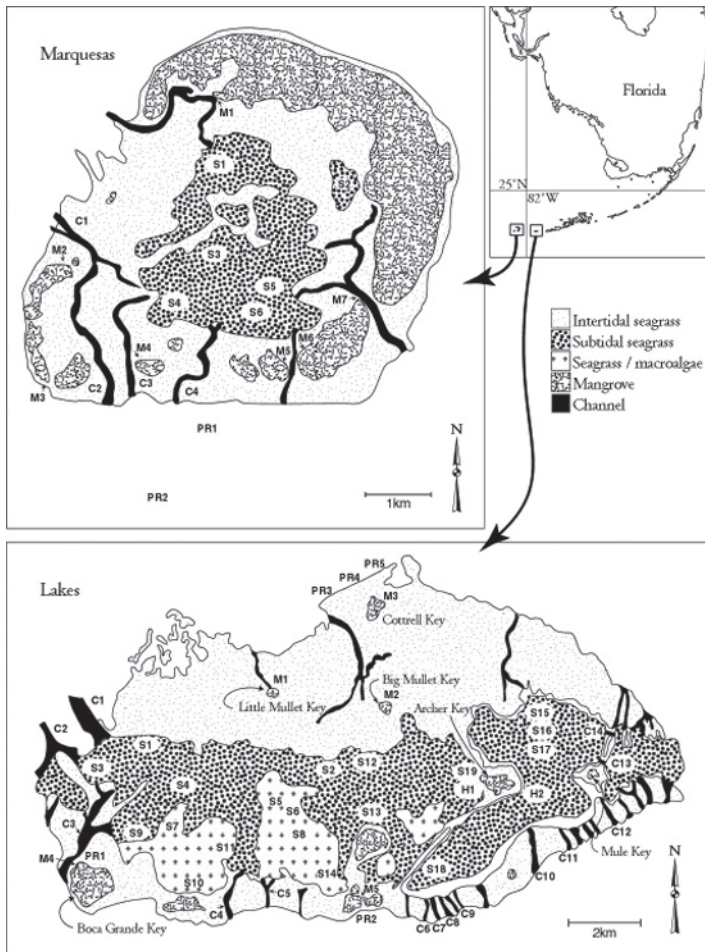 Marquesas
M1
S1
S2
C1
M2
S3
S5
S4
S6
M7
M4
M6
M5
C3
C2
C4
M3
PR1
PR2
N
1km
Florida
25°N
82°W
Intertidal seagrass
Subtidal seagrass
Seagrass / macroalgae
Mangrove
Channel
Lakes
PR5
PR4
PR3
M3
Cottrell Key
M1
Little Mullet Key
Big Mullet Key
M2
Archer Key
C1
C2
S1
S3
S4
S2
S12
S15
S16
S17
C14
C13
S19
H1
H2
S5
S6
S7
S8
S13
C3
S9
S11
M4
PR1
S10
S14
M5
S18
C12
C11
Mule Key
C10
Boca Grande Key
C4
C5
PR2
C6
C7
C8
C9
N
2km